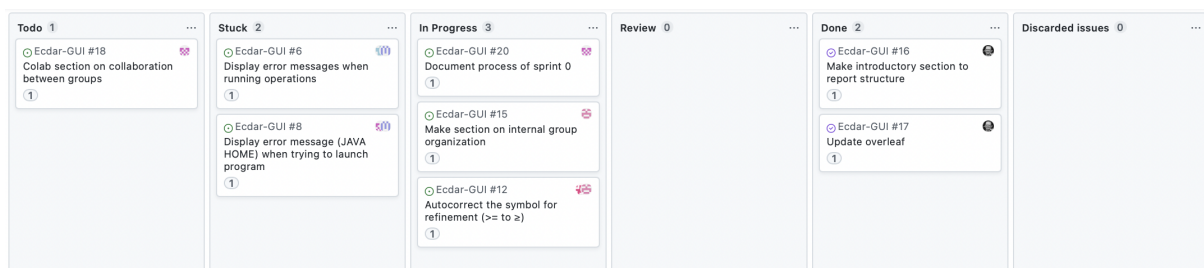 Todo 1 ...
Ecdar-GUI #18
Colab section on collaboration
between groups
1
Stuck 2 ...
Ecdar-GUI #6
Display error messages when
running operations
1
Ecdar-GUI #8
Display error message (JAVA
HOME) when trying to launch
program
1
In Progress 3 ...
Ecdar-GUI #20
Document process of sprint 0
1
Ecdar-GUI #15
Make section on internal group
organization
1
Ecdar-GUI #12
Autocorrect the symbol for
refinement (>= to ≥)
1
Review 0 ...
Done 2 ...
Ecdar-GUI #16
Make introductory section to
report structure
1
Ecdar-GUI #17
Update overleaf
1
Discarded issues 0 ...